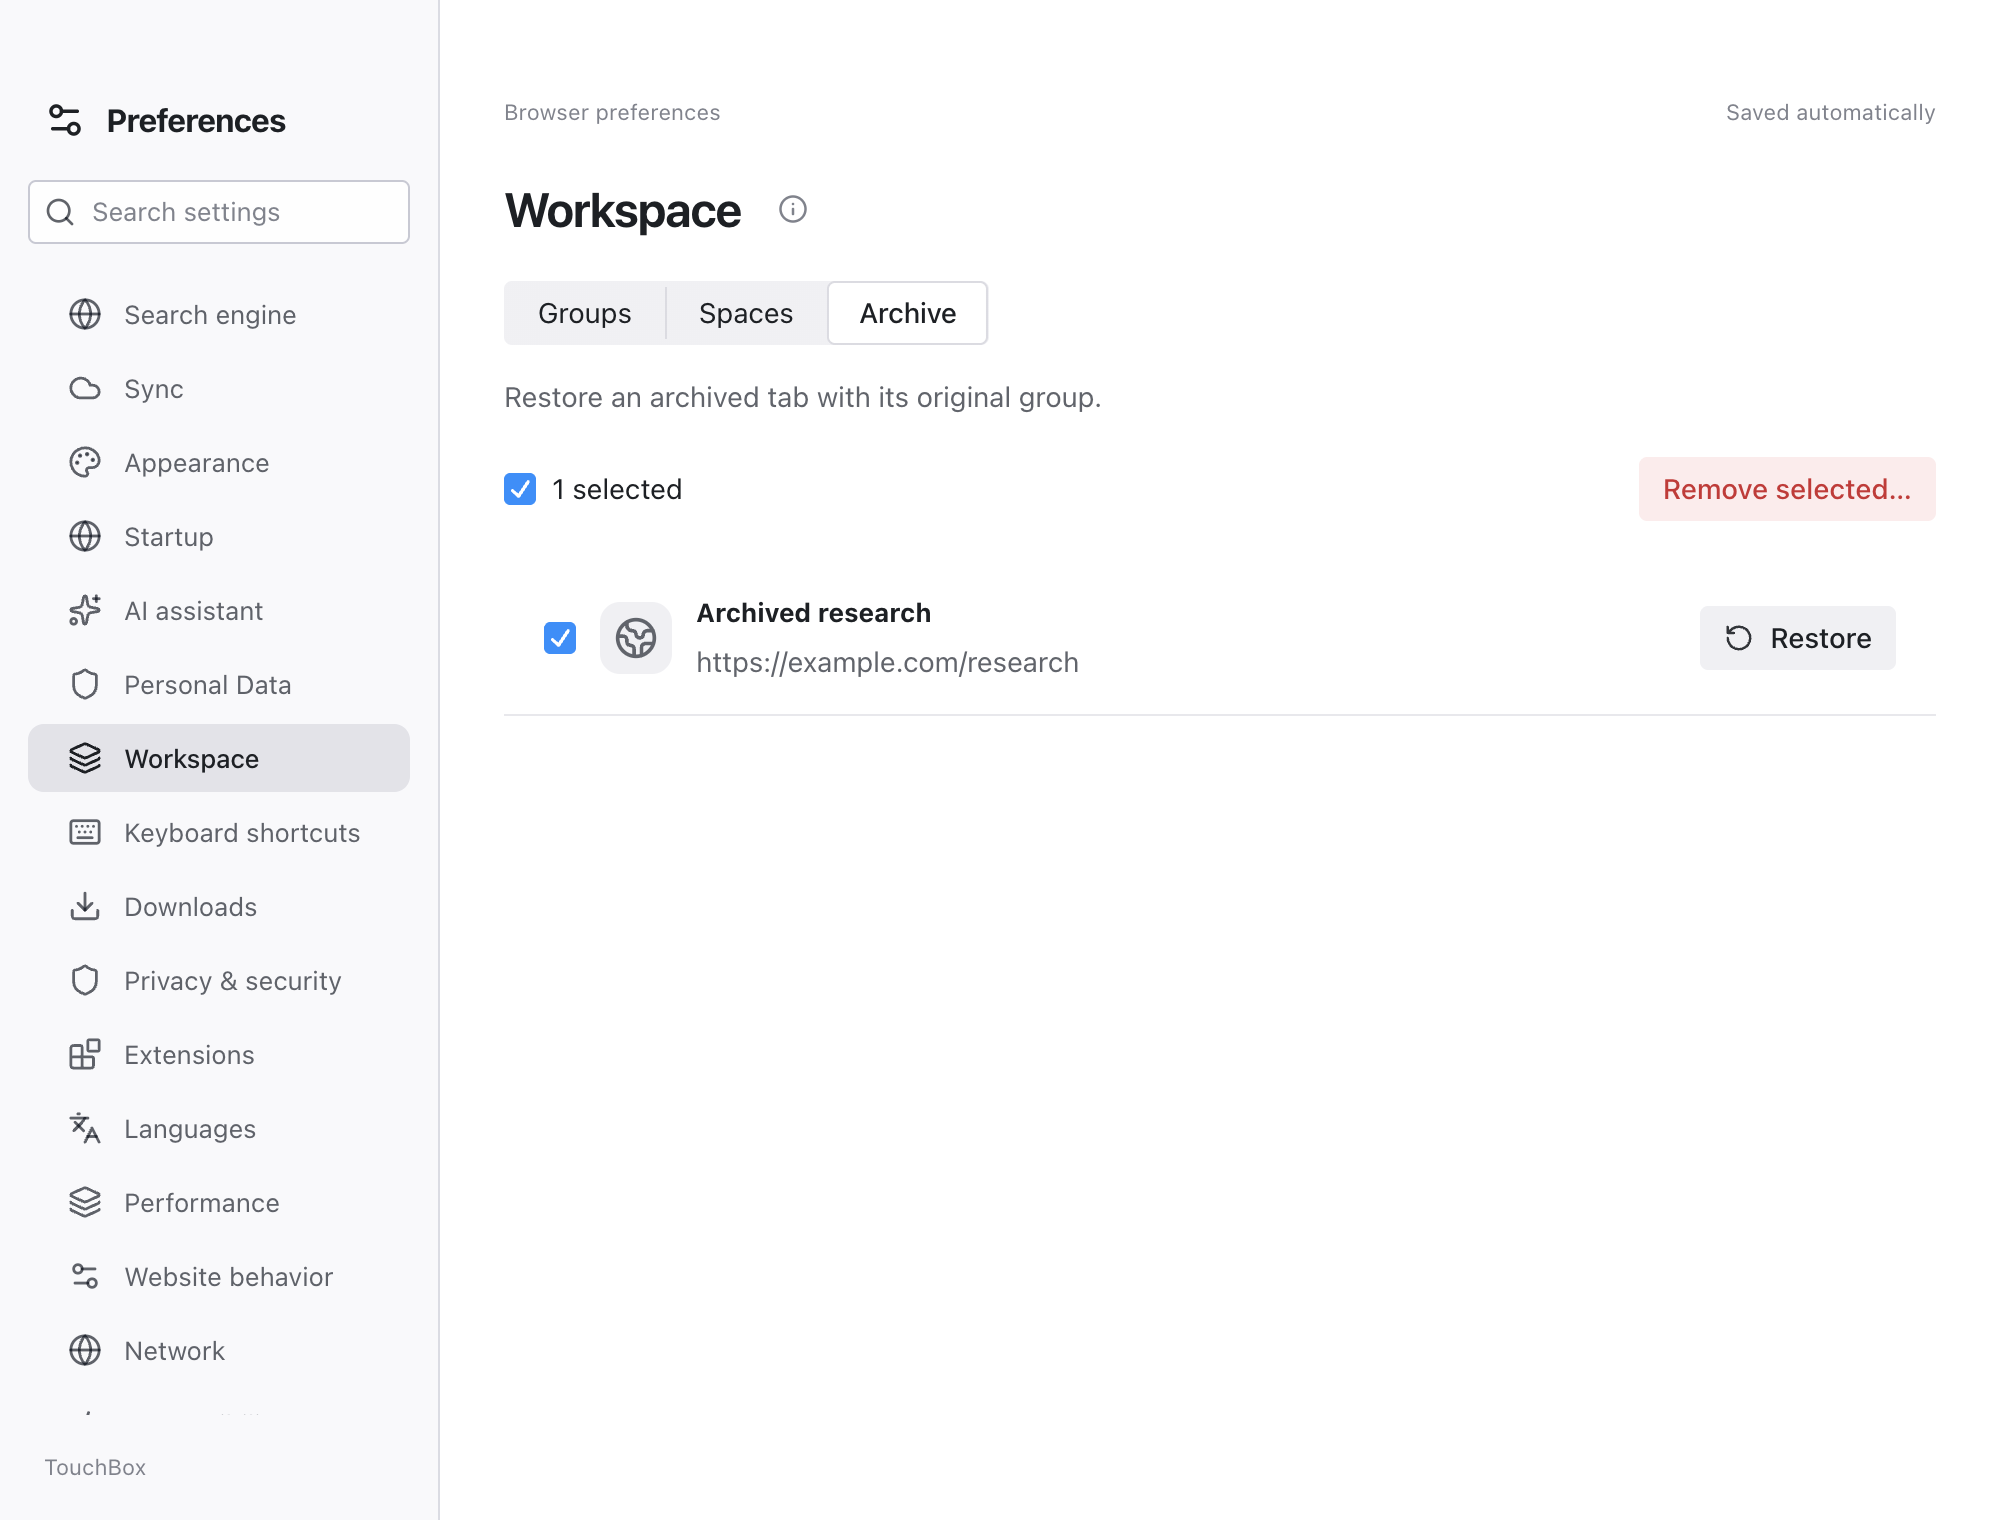 Preferences
Search settings
Search engine
Sync
Appearance
Startup
AI assistant
Personal Data
Workspace
Keyboard shortcuts
Downloads
Privacy & security
Extensions
Languages
Performance
Website behavior
Network
TouchBox
Browser preferences
Saved automatically
Workspace
Groups
Spaces
Archive
Restore an archived tab with its original group.
1 selected
Remove selected...
Archived research
https://example.com/research
Restore